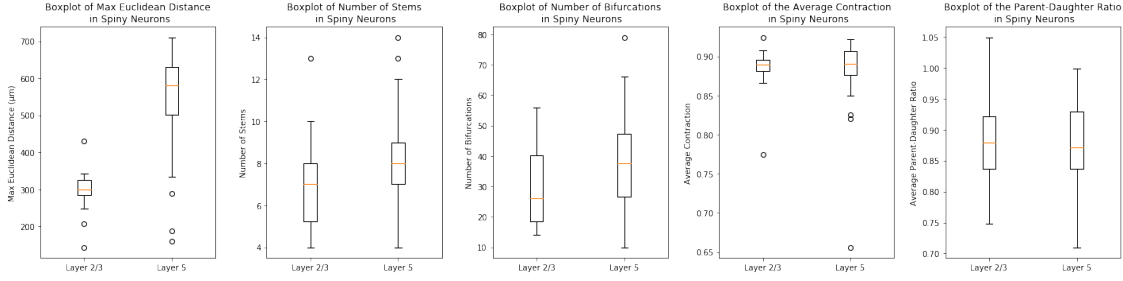 Boxplot of Max Euclidean Distance
in Spiny Neurons
Max Euclidean Distance (μm)
700
600
500
400
300
200
Layer 2/3
Layer 5
Boxplot of Number of Stems
in Spiny Neurons
Number of Stems
14
12
10
8
6
4
Layer 2/3
Layer 5
Boxplot of Number of Bifurcations
in Spiny Neurons
Number of Bifurcations
80
70
60
50
40
30
20
10
Layer 2/3
Layer 5
Boxplot of the Average Contraction
in Spiny Neurons
Average Contraction
0.90
0.85
0.80
0.75
0.70
0.65
Layer 2/3
Layer 5
Boxplot of the Parent-Daughter Ratio
in Spiny Neurons
Average Parent-Daughter Ratio
1.05
1.00
0.95
0.90
0.85
0.80
0.75
0.70
Layer 2/3
Layer 5